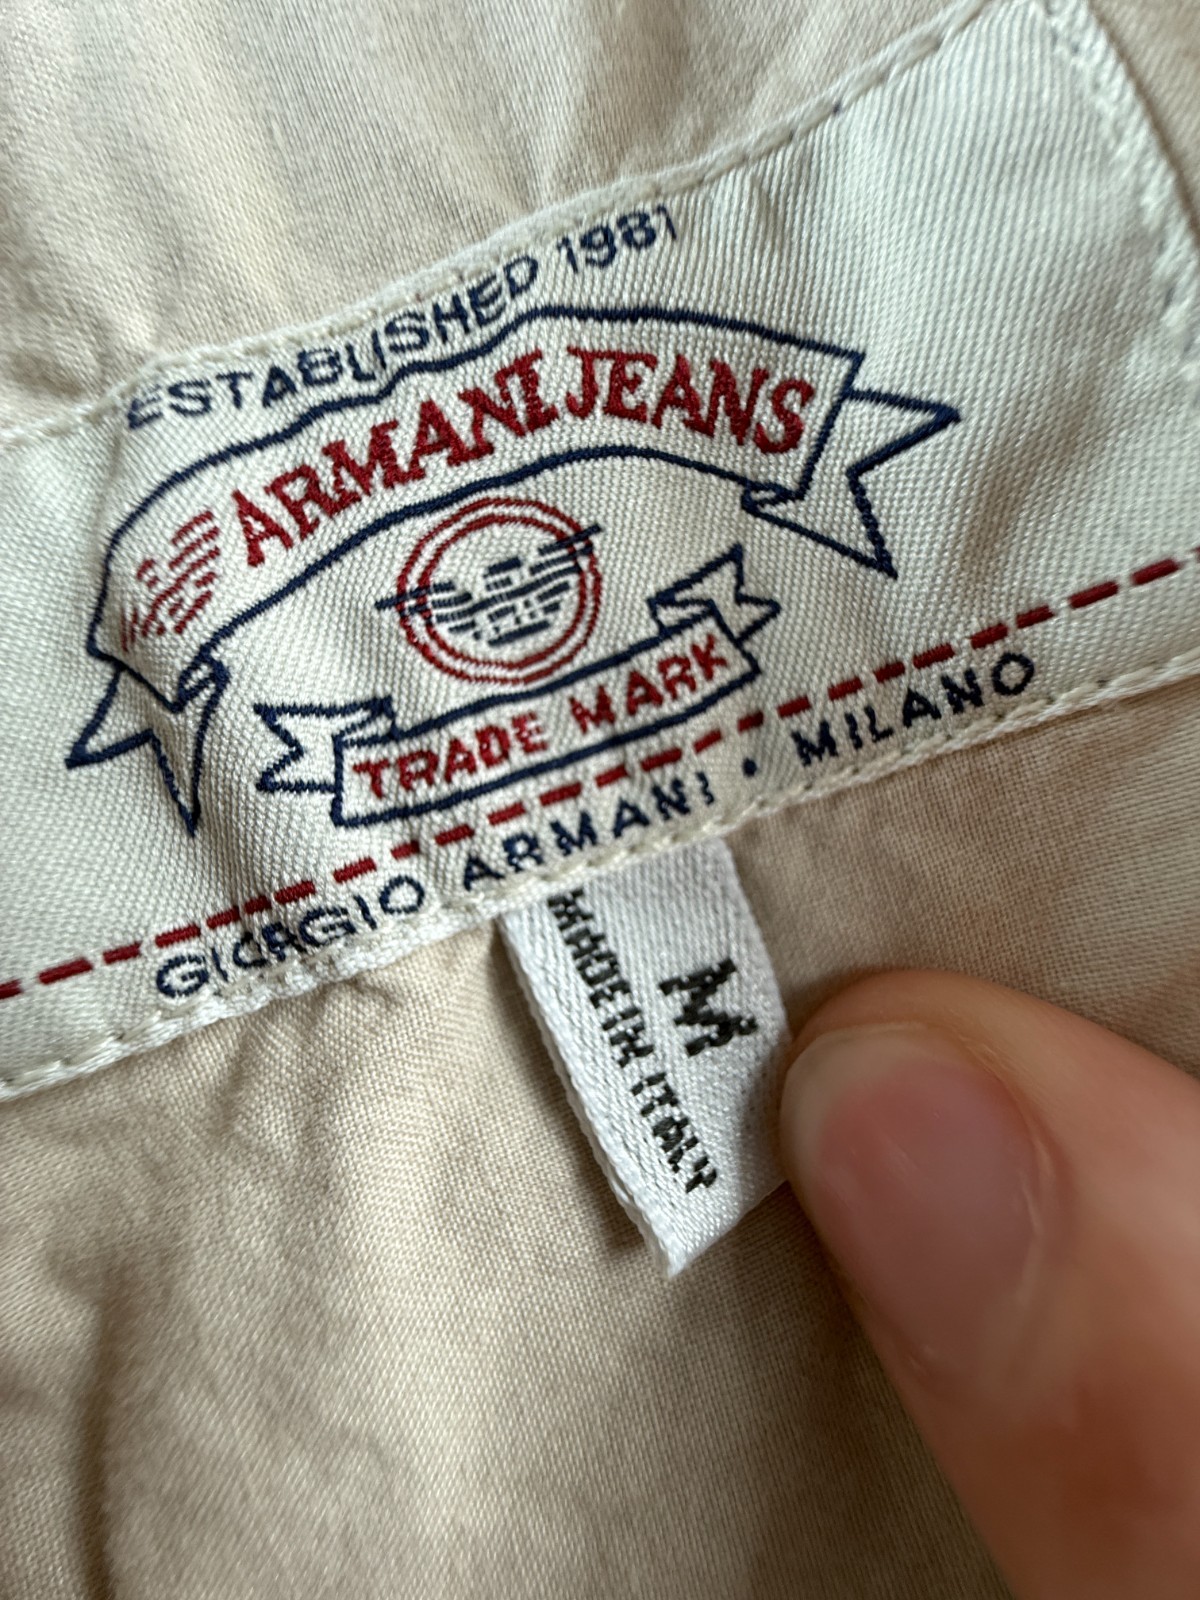 ESTABLISHED 1981
ARMANI JEANS
TRADE MARK
GIORGIO ARMANI • MILANO
M
MADE IN ITALY